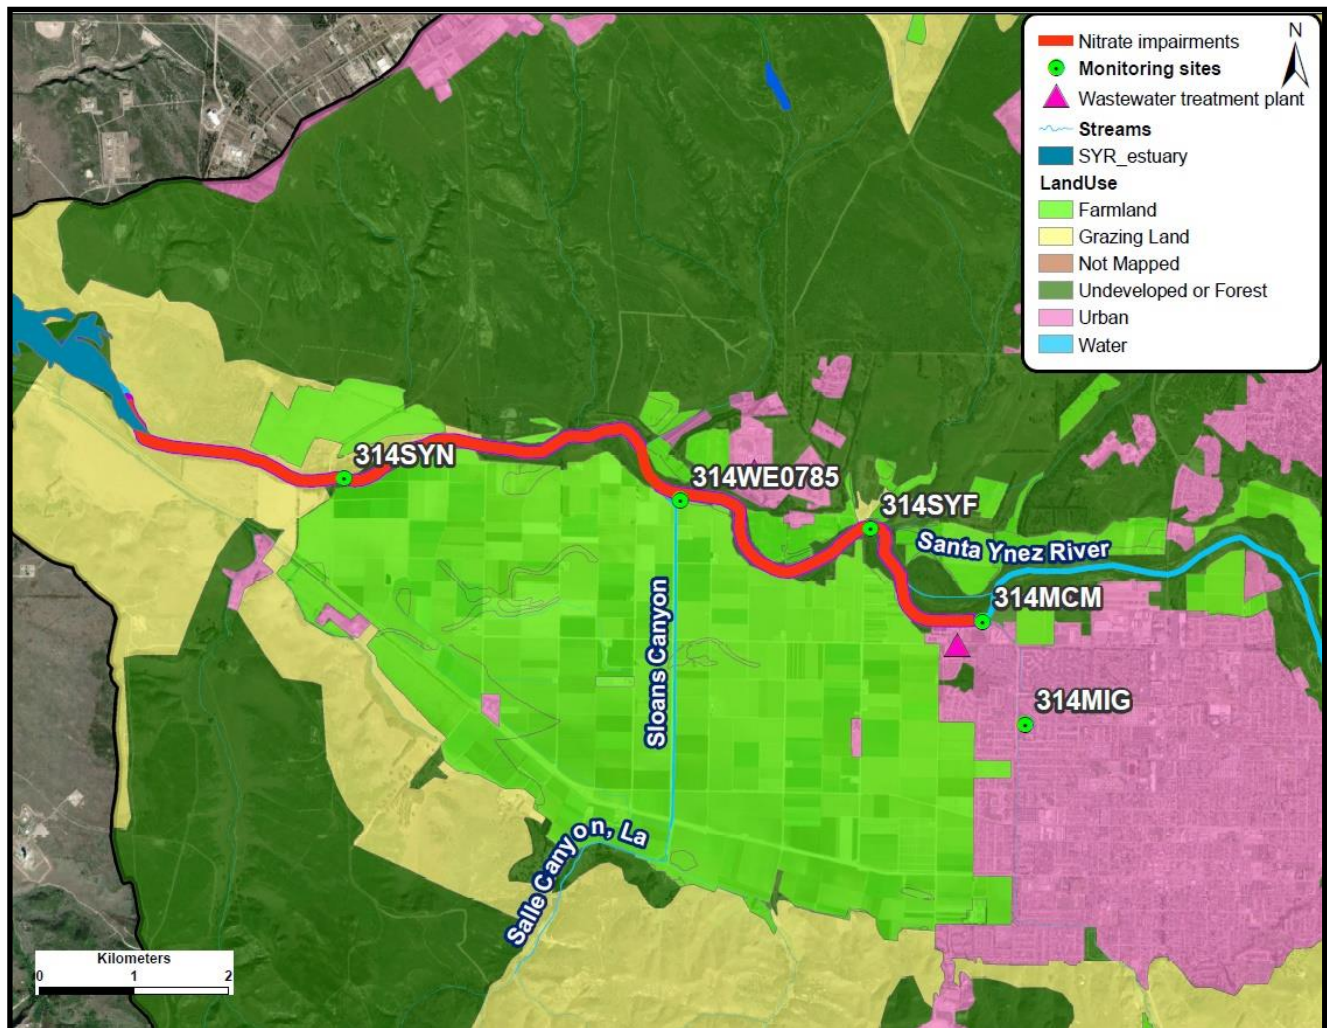 N
Nitrate impairments
Monitoring sites
Wastewater treatment plant
Streams
SYR_estuary
LandUse
Farmland
Grazing Land
Not Mapped
Undeveloped or Forest
Urban
Water
314SYN
314WE0785
314SYF
Santa Ynez River
314MCM
314MIG
Sloans Canyon
Salle Canyon, La
Kilometers
0 1 2